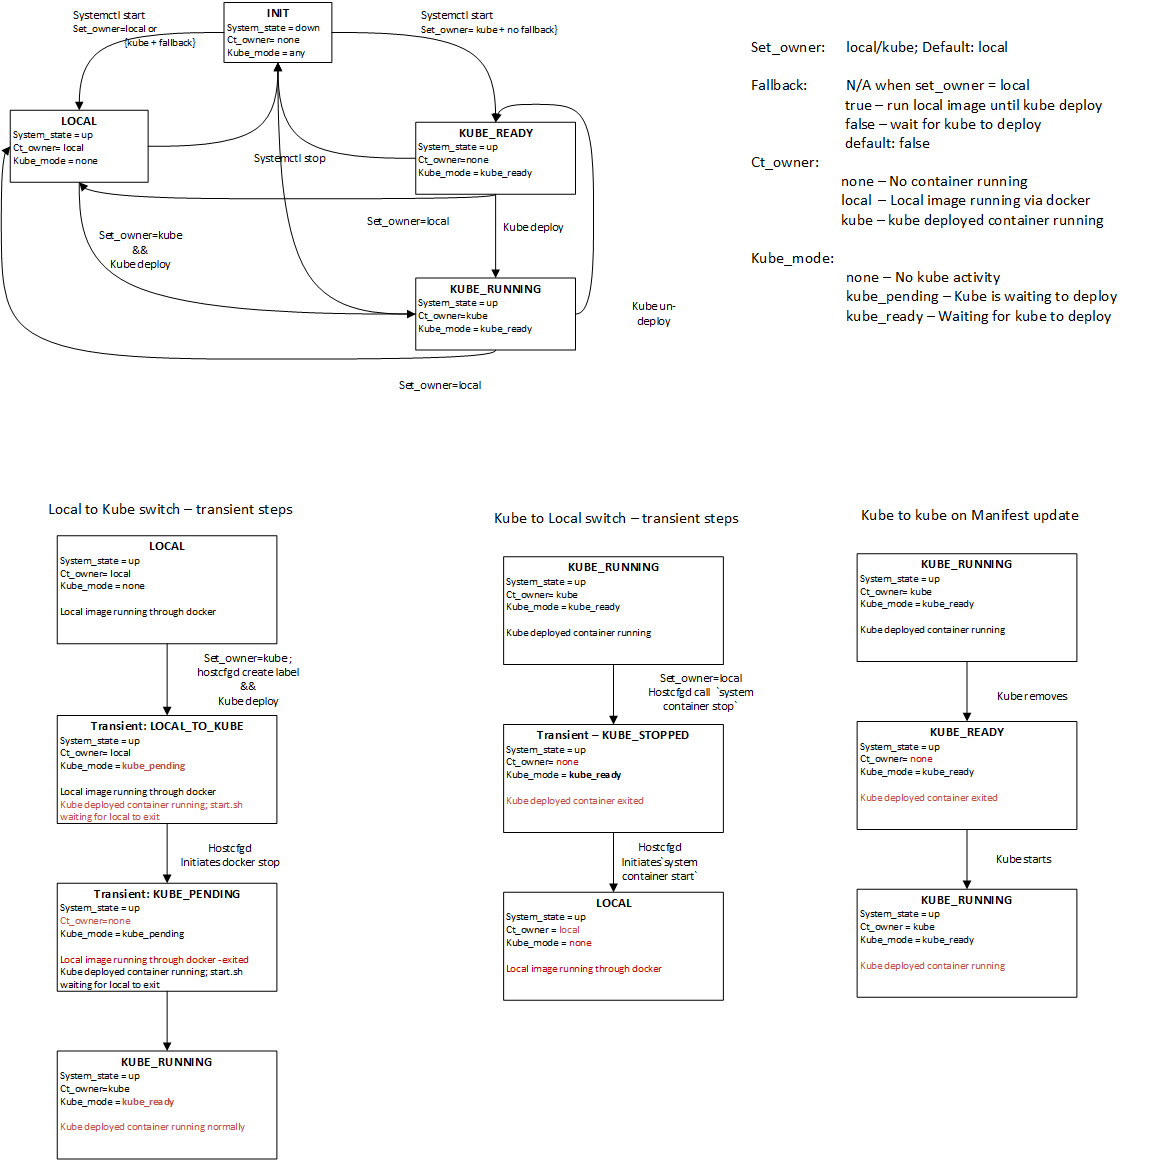 INIT
System_state = down
Ct_owner= none
Kube_mode = any
Systemctl start
Set_owner=local or
{kube + fallback}
Systemctl start
Set_owner= kube + no fallback}
LOCAL
System_state = up
Ct_owner= local
Kube_mode = none
KUBE_READY
System_state = up
Ct_owner=none
Kube_mode = kube_ready
Systemctl stop
Set_owner=local
Kube deploy
Set_owner=kube
&&
Kube deploy
KUBE_RUNNING
System_state = up
Ct_owner=kube
Kube_mode = kube_ready
Kube un-
deploy
Set_owner=local
Set_owner: local/kube; Default: local
Fallback: N/A when set_owner = local
true – run local image until kube deploy
false – wait for kube to deploy
default: false
Ct_owner:
none – No container running
local – Local image running via docker
kube – kube deployed container running
Kube_mode:
none – No kube activity
kube_pending – Kube is waiting to deploy
kube_ready – Waiting for kube to deploy
Local to Kube switch – transient steps
LOCAL
System_state = up
Ct_owner= local
Kube_mode = none
Local image running through docker
Set_owner=kube ;
hostcfgd create label
&&
Kube deploy
Transient: LOCAL_TO_KUBE
System_state = up
Ct_owner= local
Kube_mode = kube_pending
Local image running through docker
Kube deployed container running; start.sh
waiting for local to exit
Hostcfgd
Initiates docker stop
Transient: KUBE_PENDING
System_state = up
Ct_owner=none
Kube_mode = kube_pending
Local image running through docker -exited
Kube deployed container running; start.sh
waiting for local to exit
KUBE_RUNNING
System_state = up
Ct_owner=kube
Kube_mode = kube_ready
Kube deployed container running normally
Kube to Local switch – transient steps
KUBE_RUNNING
System_state = up
Ct_owner= kube
Kube_mode = kube_ready
Kube deployed container running
Set_owner=local
Hostcfgd call `system
container stop`
Transient – KUBE_STOPPED
System_state = up
Ct_owner= none
Kube_mode = kube_ready
Kube deployed container exited
Hostcfgd
Initiates`system
container start`
LOCAL
System_state = up
Ct_owner = local
Kube_mode = none
Local image running through docker
Kube to kube on Manifest update
KUBE_RUNNING
System_state = up
Ct_owner= kube
Kube_mode = kube_ready
Kube deployed container running
Kube removes
KUBE_READY
System_state = up
Ct_owner= none
Kube_mode = kube_ready
Kube deployed container exited
Kube starts
KUBE_RUNNING
System_state = up
Ct_owner = kube
Kube_mode = kube_ready
Kube deployed container running